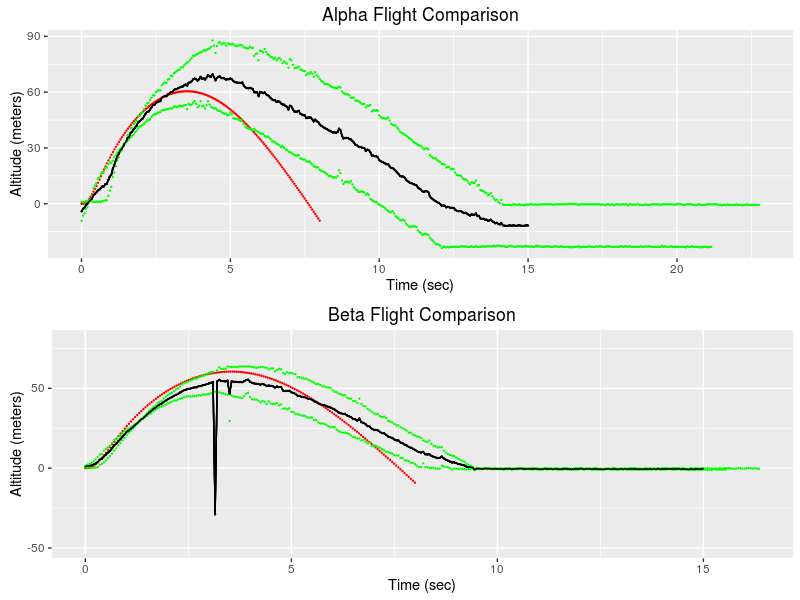 Alpha Flight Comparison
90
60
30
0
Altitude (meters)
0 5 10 15 20
Time (sec)
Beta Flight Comparison
50
0
-50
Altitude (meters)
0 5 10 15
Time (sec)